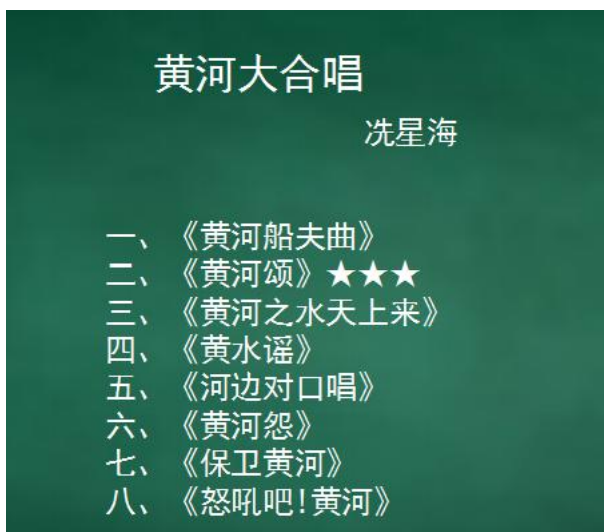 黄河大合唱
冼星海
一、《黄河船夫曲》
二、《黄河颂》★★★
三、《黄河之水天上来》
四、《黄水谣》
五、《河边对口唱》
六、《黄河怨》
七、《保卫黄河》
八、《怒吼吧!黄河》